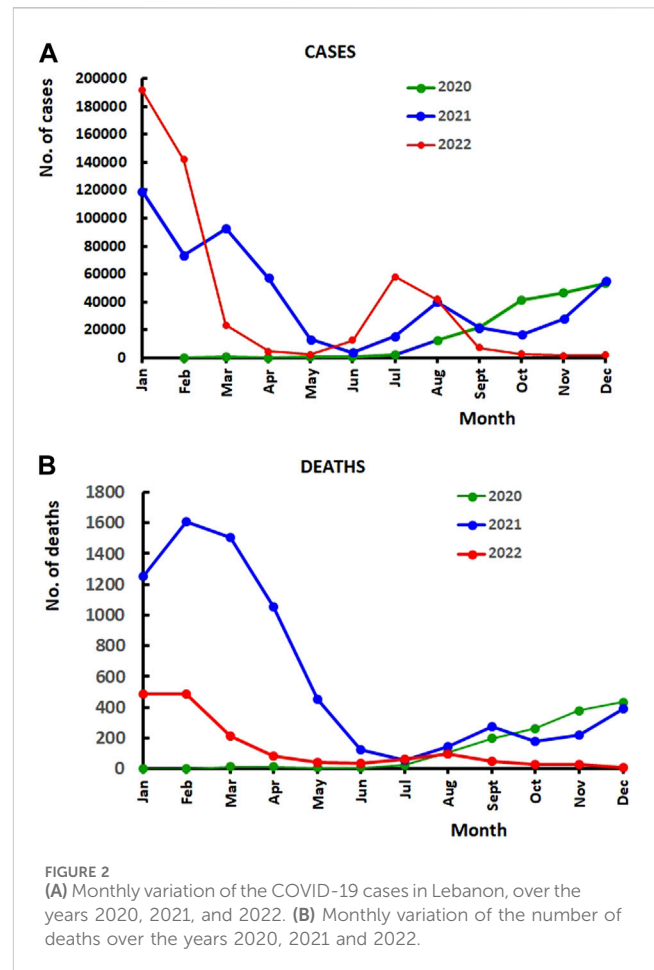 A
CASES
No. of cases
200000
180000
160000
140000
120000
100000
80000
60000
40000
20000
0
2020
2021
2022
Jan
Feb
Mar
Apr
May
Jun
Jul
Aug
Sept
Oct
Nov
Dec
Month
B
DEATHS
No. of deaths
1800
1600
1400
1200
1000
800
600
400
200
0
2020
2021
2022
Jan
Feb
Mar
Apr
May
Jun
Jul
Aug
Sept
Oct
Nov
Dec
Month
FIGURE 2
(A) Monthly variation of the COVID-19 cases in Lebanon, over the
years 2020, 2021, and 2022. (B) Monthly variation of the number of
deaths over the years 2020, 2021 and 2022.